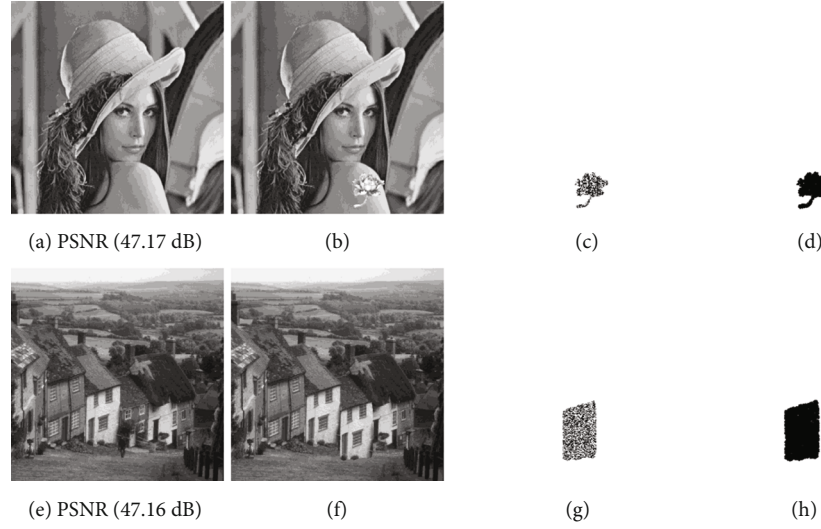 (a) PSNR (47.17 dB)
(b)
(c)
(d)
(e) PSNR (47.16 dB)
(f)
(g)
(h)